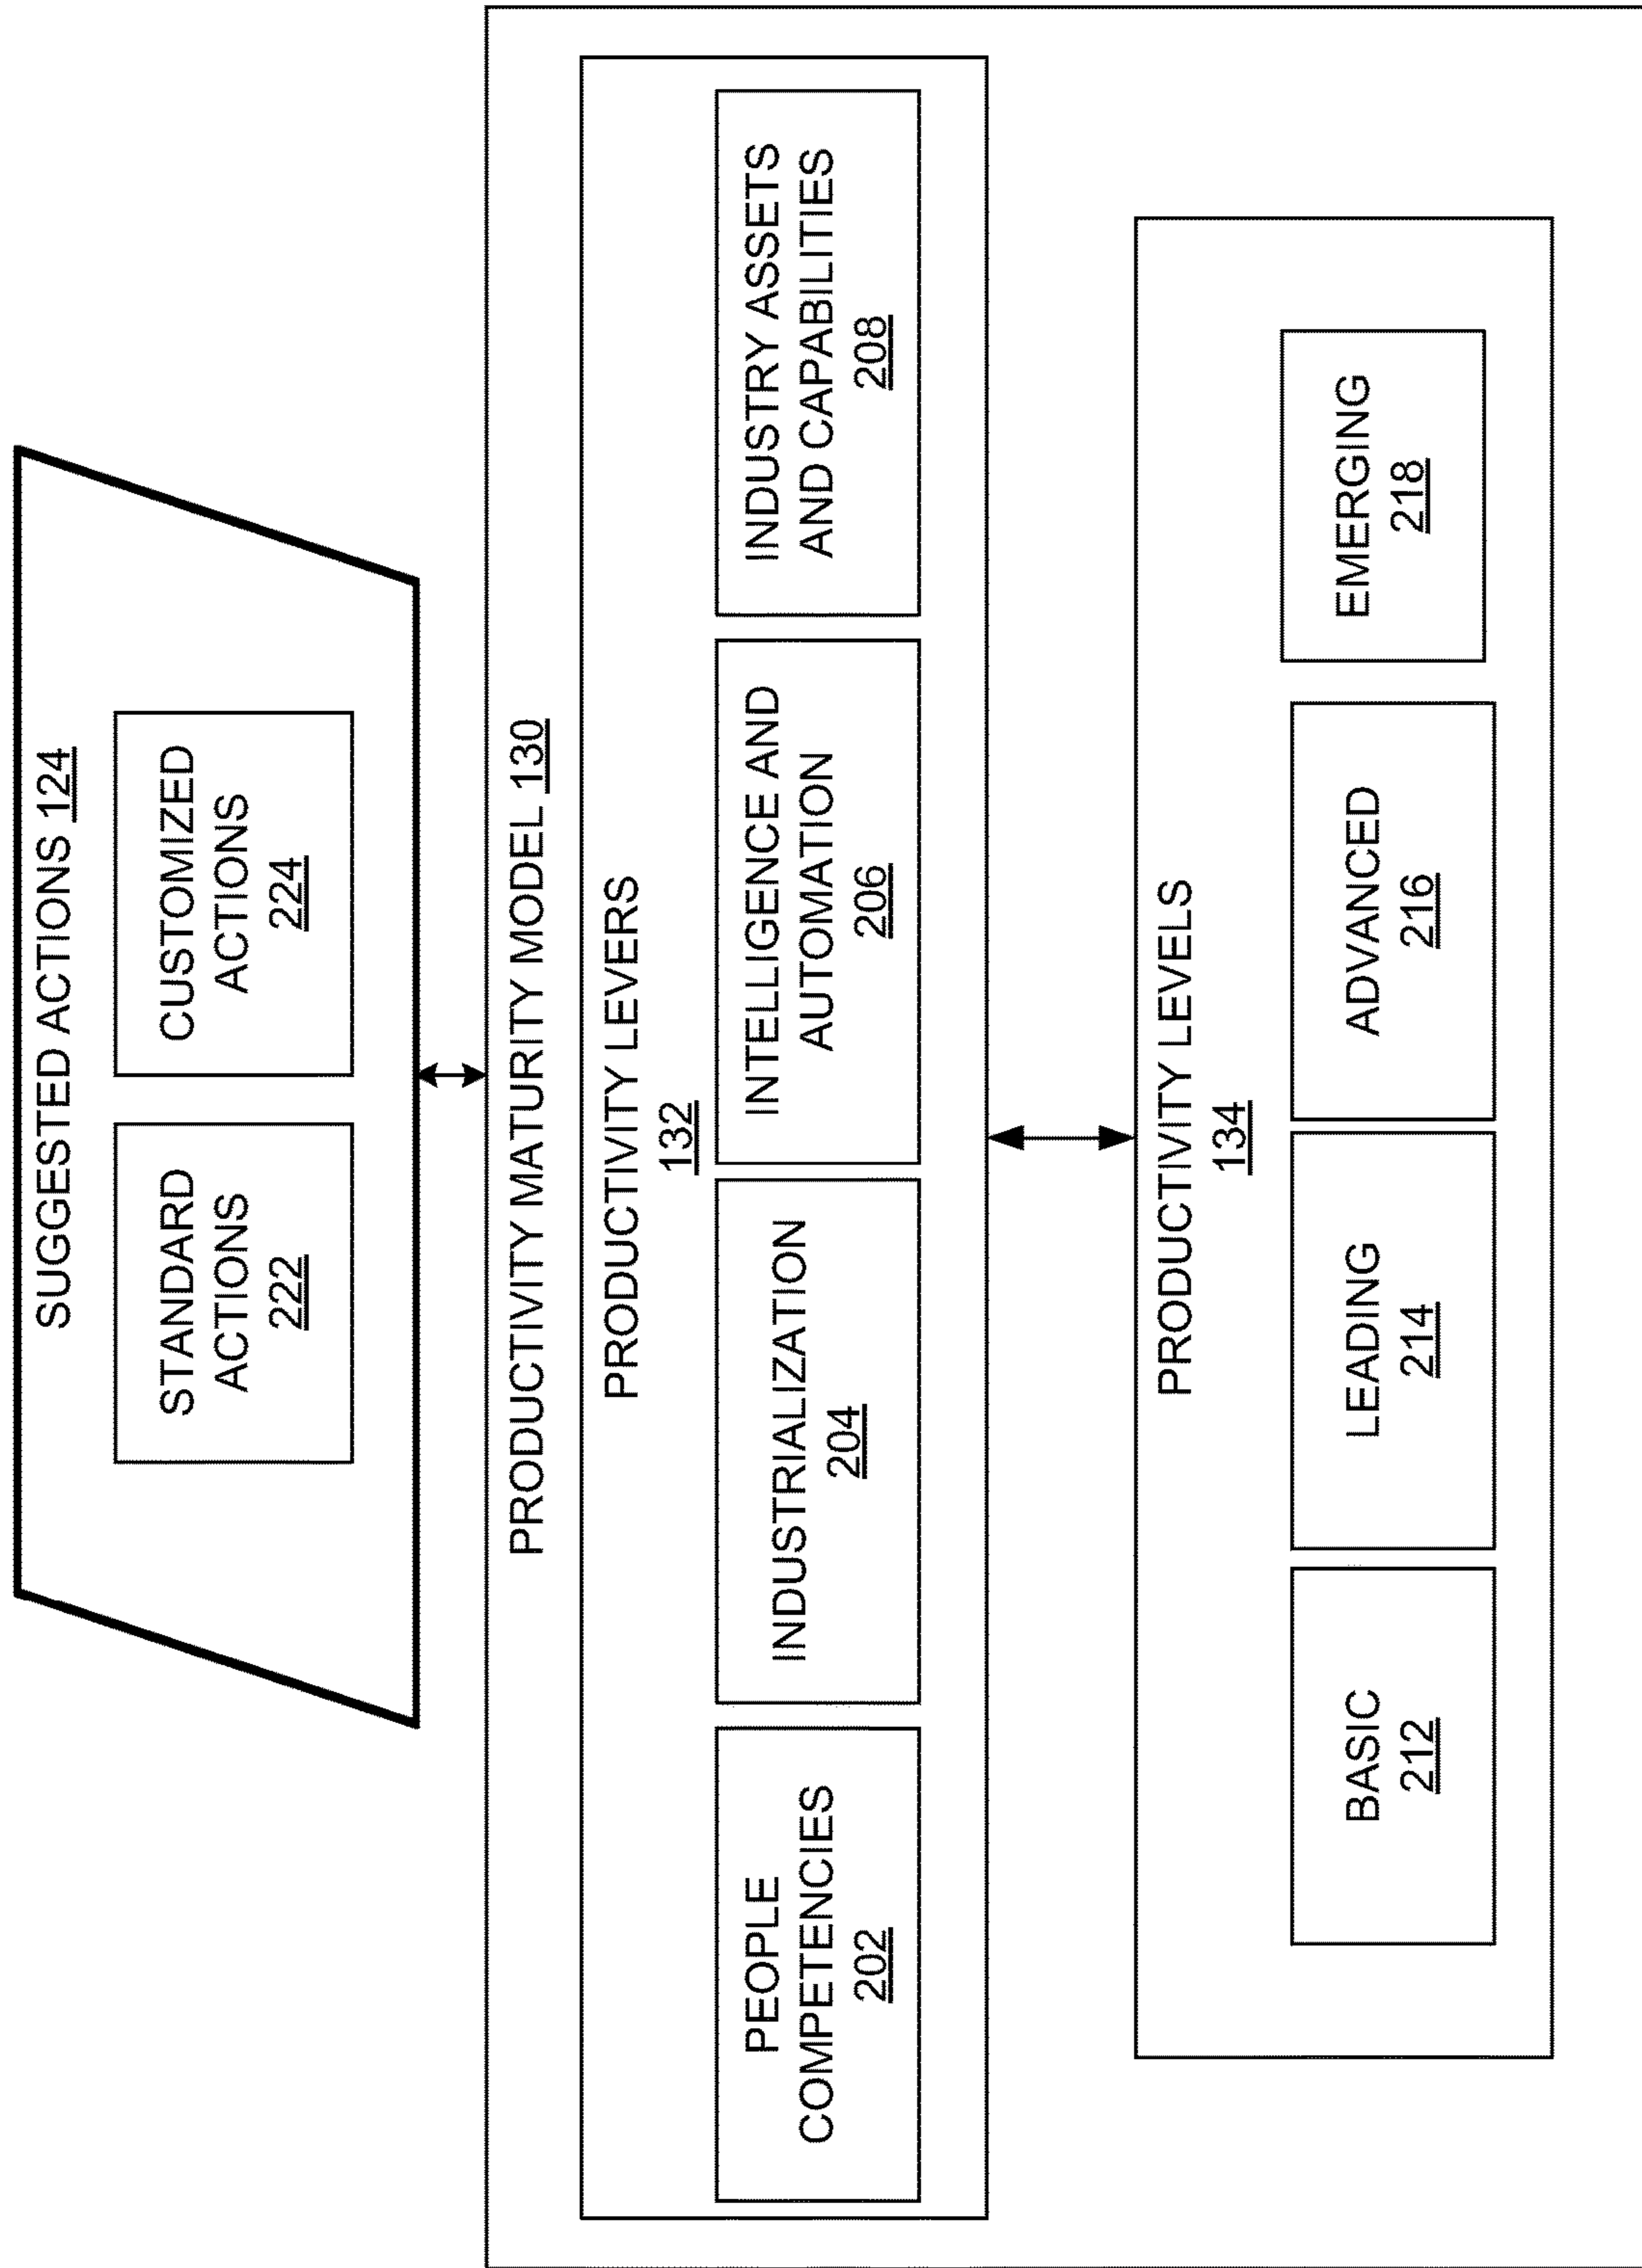 SUGGESTED ACTIONS 124
STANDARD
ACTIONS
222
CUSTOMIZED
ACTIONS
224
PRODUCTIVITY MATURITY MODEL 130
PRODUCTIVITY LEVERS
132
PEOPLE
COMPETENCIES
202
INDUSTRIALIZATION
204
INTELLIGENCE AND
AUTOMATION
206
INDUSTRY ASSETS
AND CAPABILITIES
208
PRODUCTIVITY LEVELS
134
BASIC
212
LEADING
214
ADVANCED
216
EMERGING
218